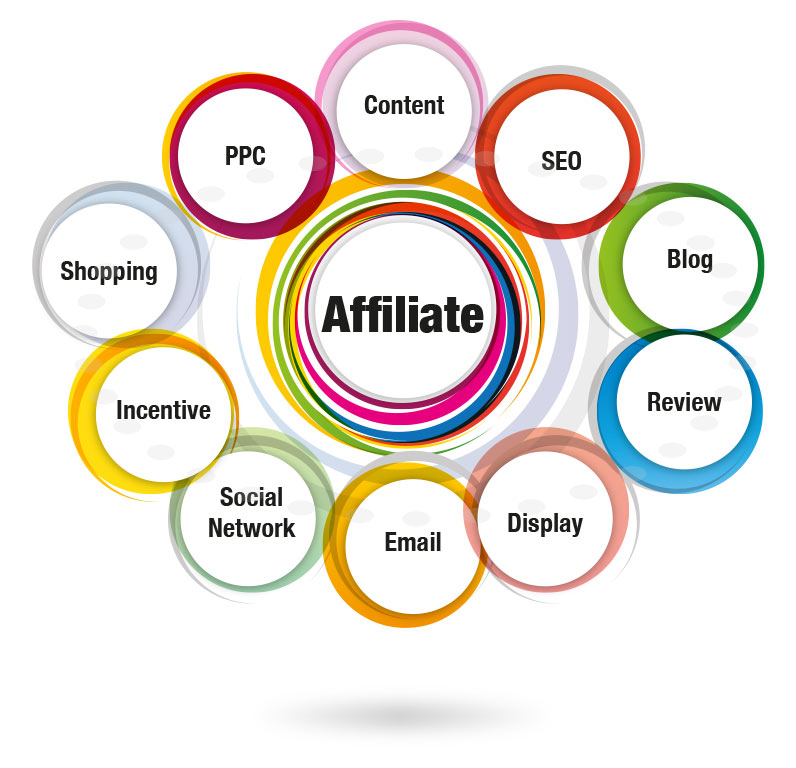 Content
PPC
SEO
Shopping
Blog
Affiliate
Incentive
Review
Social
Network
Email
Display